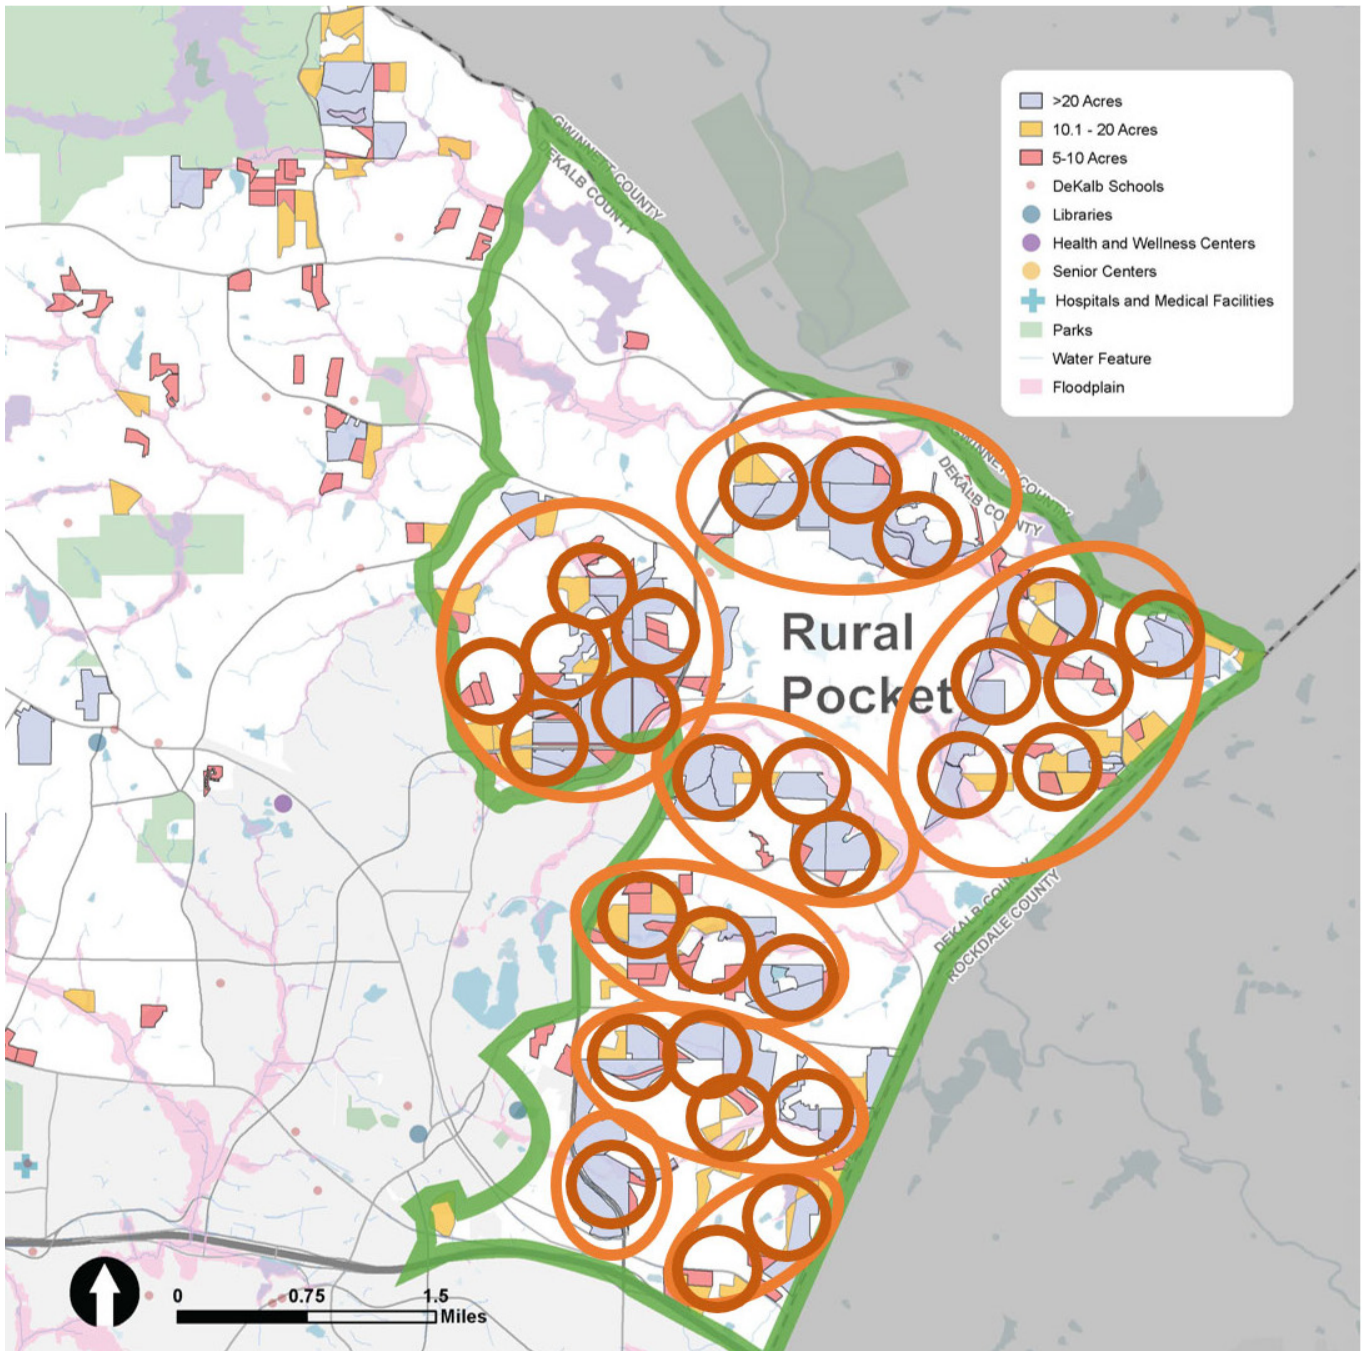 GWINNETT COUNTY
DEKALB COUNTY
>20 Acres
10.1 - 20 Acres
5-10 Acres
DeKalb Schools
Libraries
Health and Wellness Centers
Senior Centers
Hospitals and Medical Facilities
Parks
Water Feature
Floodplain
GWINNETT COUNTY
DEKALB COUNTY
Rural
Pocket
DEKALB COUNTY
ROCKDALE COUNTY
0 0.75 1.5
Miles